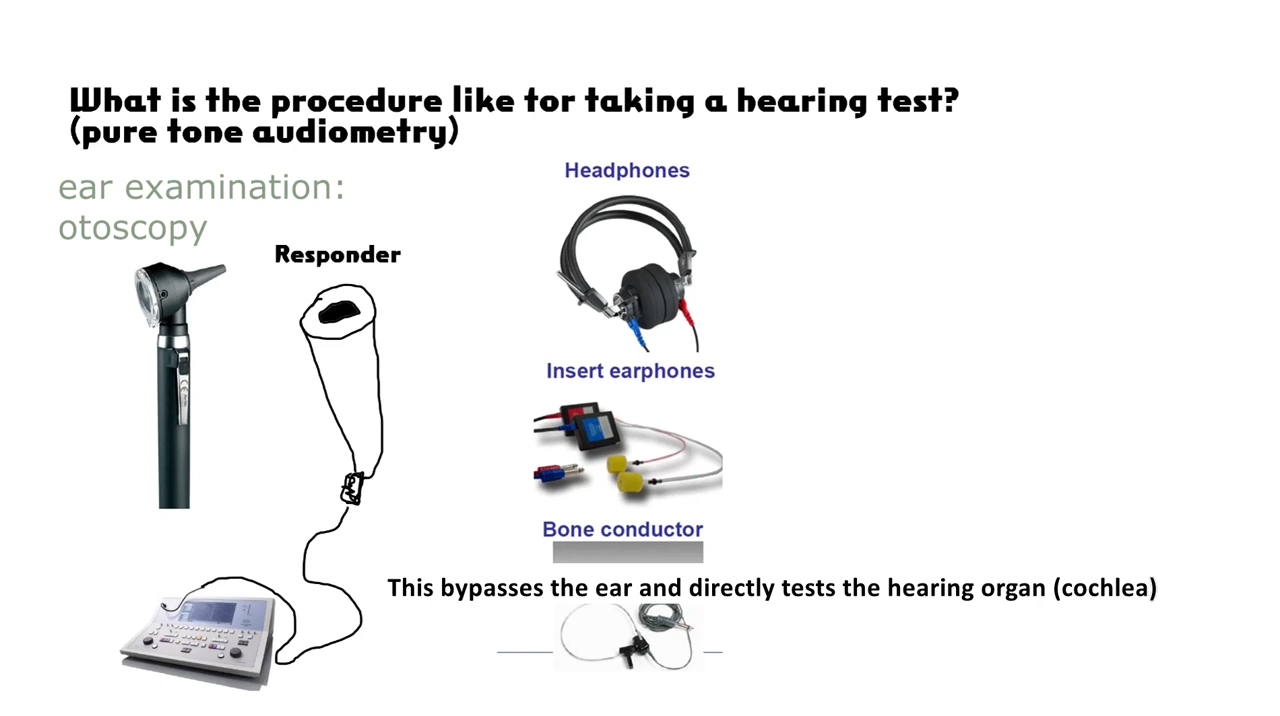 What is the procedure like for taking a hearing test?
(pure tone audiometry)
ear examination:
otoscopy
Responder
Headphones
Insert earphones
Bone conductor
This bypasses the ear and directly tests the hearing organ (cochlea)